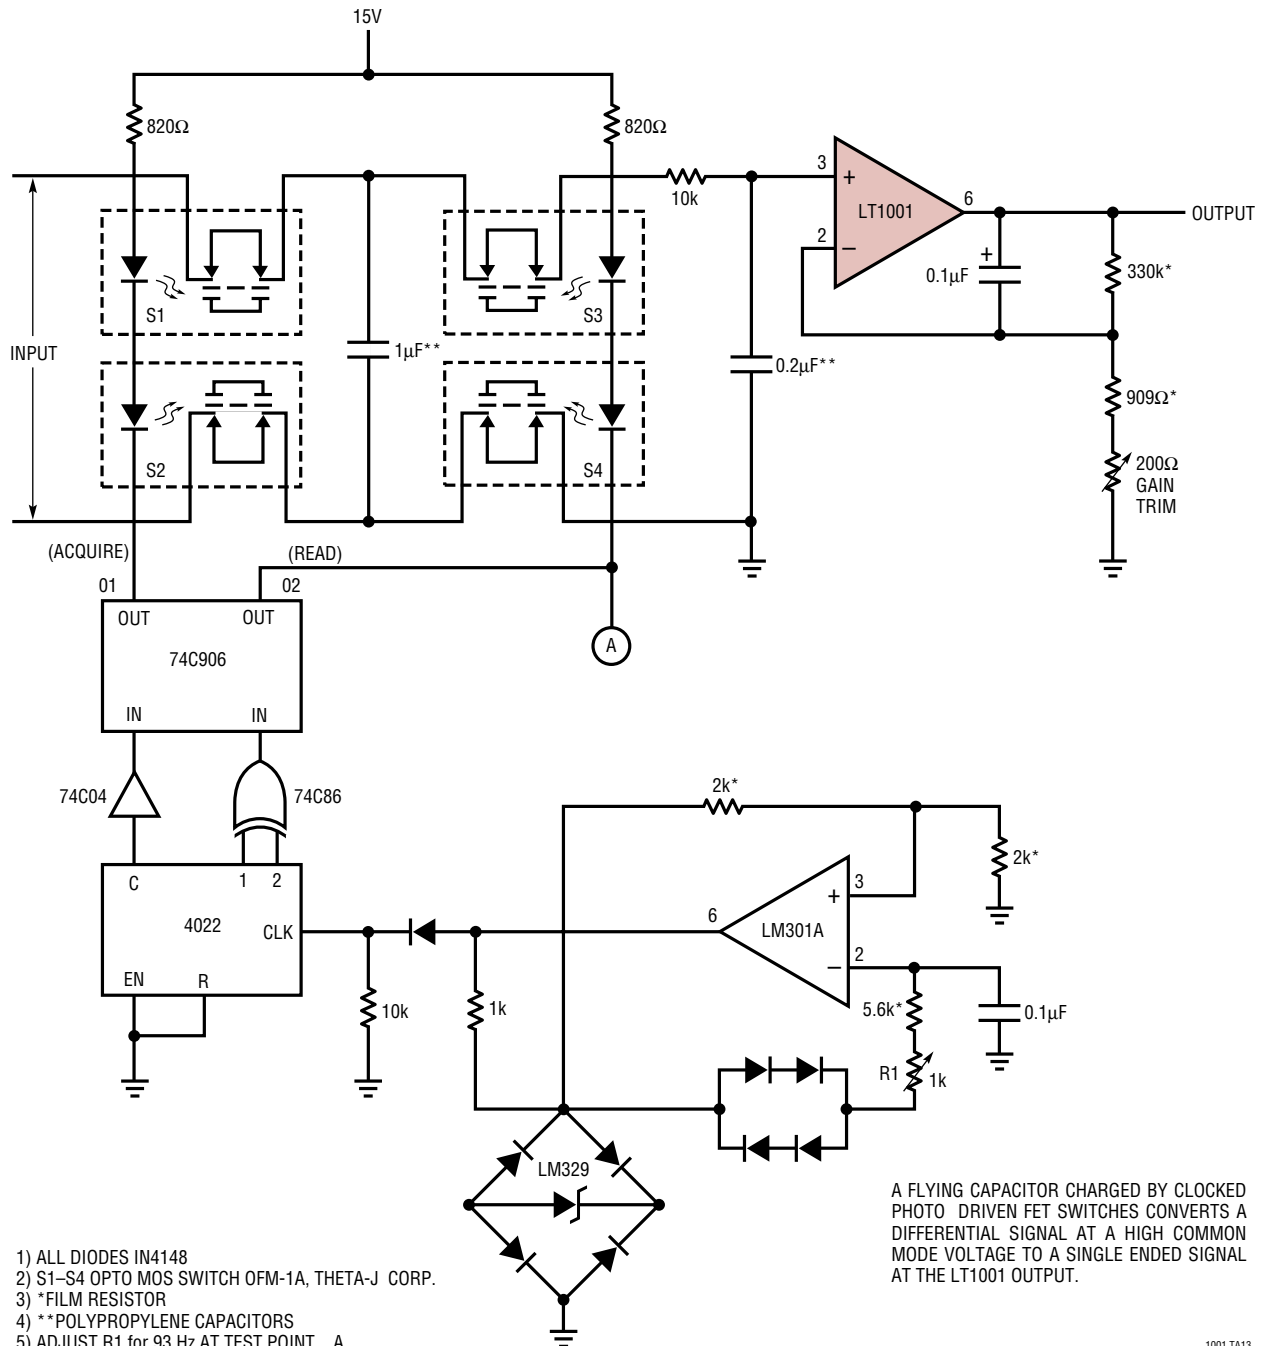 15V
820Ω
820Ω
10k
3
+
LT1001
6
OUTPUT
2
−
+
0.1µF
330k*
S1
S3
INPUT
1µF**
0.2µF**
909Ω*
S2
S4
200Ω
GAIN
TRIM
(ACQUIRE)
(READ)
01
02
OUT
OUT
74C906
A
IN
IN
74C04
74C86
2k*
2k*
C
1
2
4022
CLK
6
3
+
LM301A
2
−
EN
R
10k
1k
5.6k*
0.1µF
R1
1k
LM329
A FLYING CAPACITOR CHARGED BY CLOCKED
PHOTO DRIVEN FET SWITCHES CONVERTS A
DIFFERENTIAL SIGNAL AT A HIGH COMMON
MODE VOLTAGE TO A SINGLE ENDED SIGNAL
AT THE LT1001 OUTPUT.
1) ALL DIODES IN4148
2) S1–S4 OPTO MOS SWITCH OFM-1A, THETA-J CORP.
3) *FILM RESISTOR
4) **POLYPROPYLENE CAPACITORS
5) ADJUST R1 for 93 Hz AT TEST POINT A
1001 TA13